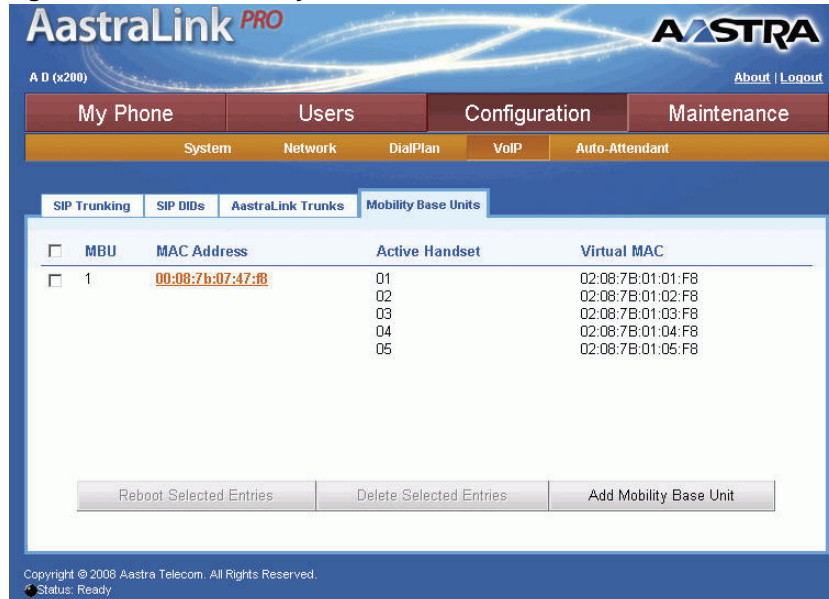 AastraLink PRO
AASTRA
A D (x200)
About | Logout
My Phone Users Configuration Maintenance
System Network DialPlan VoIP Auto-Attendant
SIP Trunking SIP DIDs AastraLink Trunks Mobility Base Units
MBU MAC Address Active Handset Virtual MAC
1 00:08:7b:07:47:f8 01 02:08:7B:01:01:F8
02 02:08:7B:01:02:F8
03 02:08:7B:01:03:F8
04 02:08:7B:01:04:F8
05 02:08:7B:01:05:F8
Reboot Selected Entries Delete Selected Entries Add Mobility Base Unit
Copyright © 2008 Aastra Telecom. All Rights Reserved.
Status: Ready